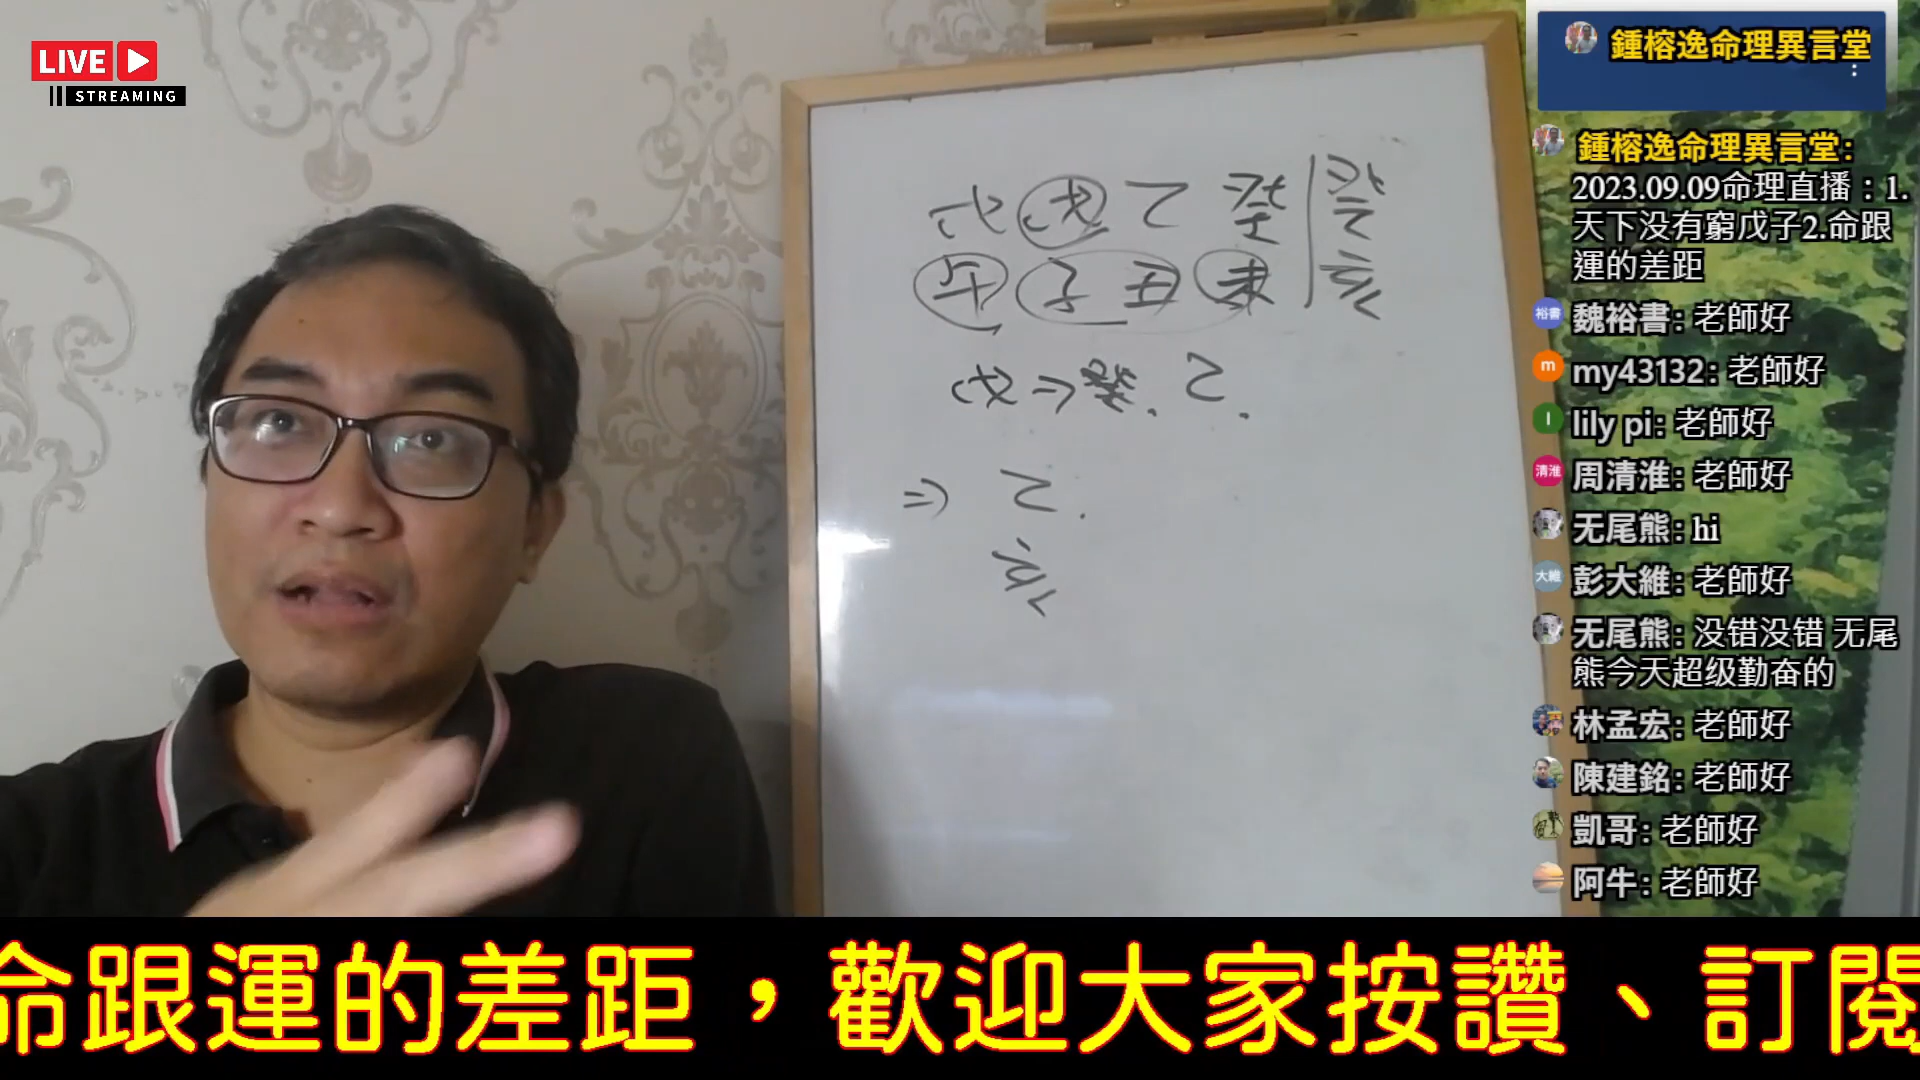 LIVE
STREAMING
鍾榕逸命理異言堂
鍾榕逸命理異言堂:
2023.09.09命理直播：1.
天下没有窮戊子2.命跟
運的差距
裕書 魏裕書: 老師好
m my43132: 老師好
l lily pi: 老師好
清淮 周清淮: 老師好
无尾熊: hi
大維 彭大維: 老師好
无尾熊: 没错没错 无尾
熊今天超级勤奋的
林孟宏: 老師好
陳建銘: 老師好
凱哥: 老師好
阿牛: 老師好
戊 戊 乙
午 子 丑 未 亥
戊 ⇒ 癸. 乙.
⇒ 乙.
亥
命跟運的差距，歡迎大家按讚、訂閱